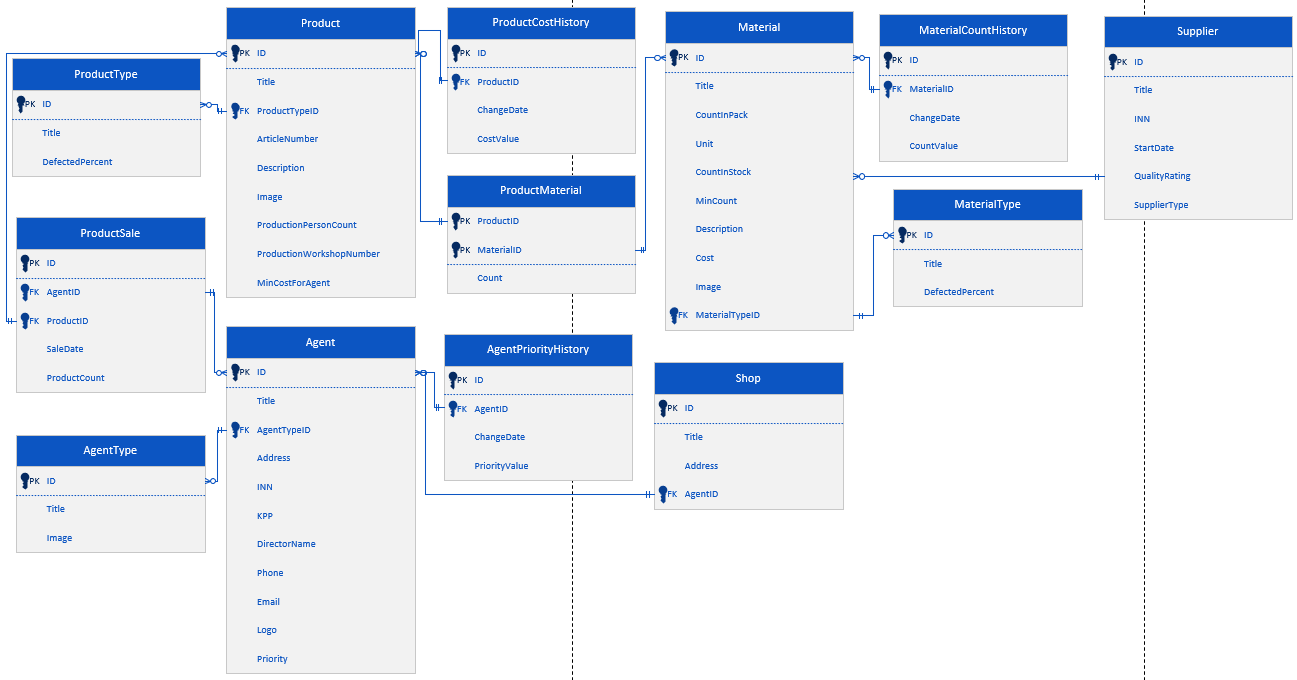 Product
PK ID
Title
FK ProductTypeID
ArticleNumber
Description
Image
ProductionPersonCount
ProductionWorkshopNumber
MinCostForAgent
ProductCostHistory
PK ID
FK ProductID
ChangeDate
CostValue
Material
PK ID
Title
CountInPack
Unit
CountInStock
MinCount
Description
Cost
Image
FK MaterialTypeID
MaterialCountHistory
PK ID
FK MaterialID
ChangeDate
CountValue
Supplier
PK ID
Title
INN
StartDate
QualityRating
SupplierType
ProductType
PK ID
Title
DefectedPercent
ProductMaterial
PK ProductID
PK MaterialID
Count
MaterialType
PK ID
Title
DefectedPercent
ProductSale
PK ID
FK AgentID
FK ProductID
SaleDate
ProductCount
Agent
PK ID
Title
FK AgentTypeID
Address
INN
KPP
DirectorName
Phone
Email
Logo
Priority
AgentPriorityHistory
PK ID
FK AgentID
ChangeDate
PriorityValue
Shop
PK ID
Title
Address
FK AgentID
AgentType
PK ID
Title
Image